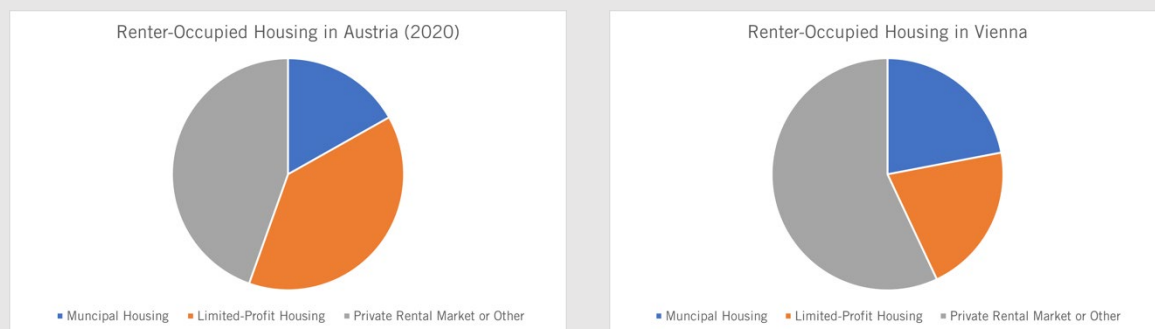 Renter-Occupied Housing in Austria (2020)
Muncipal Housing Limited-Profit Housing Private Rental Market or Other
Renter-Occupied Housing in Vienna
Muncipal Housing Limited-Profit Housing Private Rental Market or Other